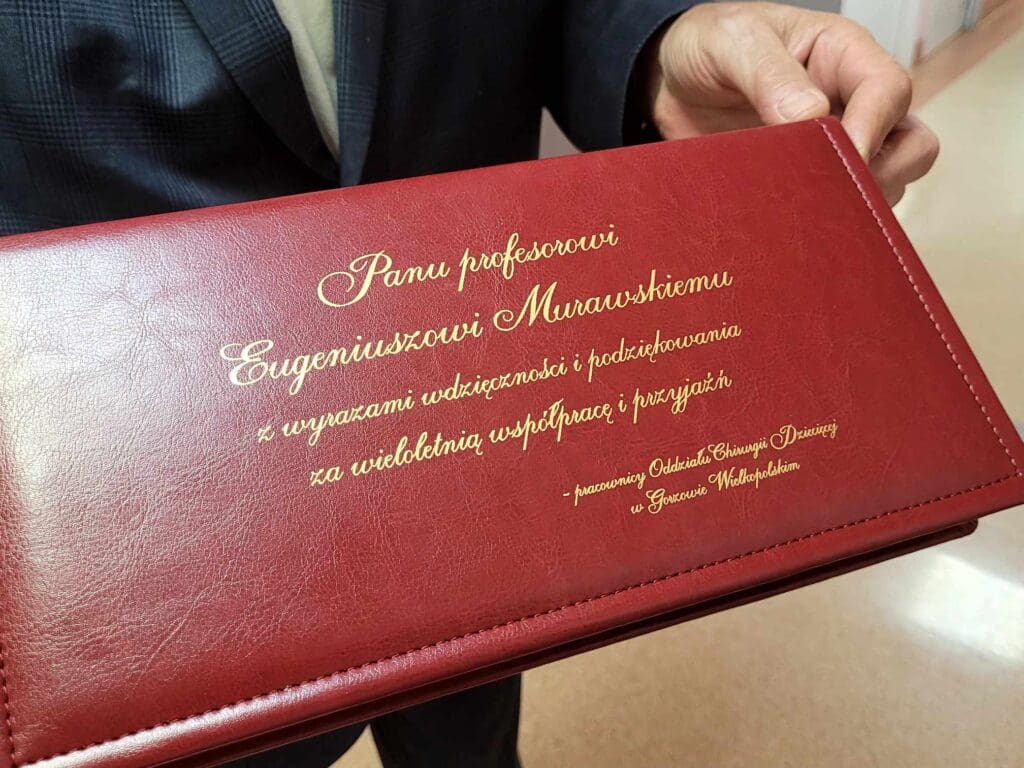 Panu profesorowi
Eugeniuszowi Murawskiemu
z wyrazami wdzięczności i podziękowania
za wieloletnią współpracę i przyjaźń
- pracownicy Oddziału Chirurgii Dziecięcej
w Gorzowie Wielkopolskim